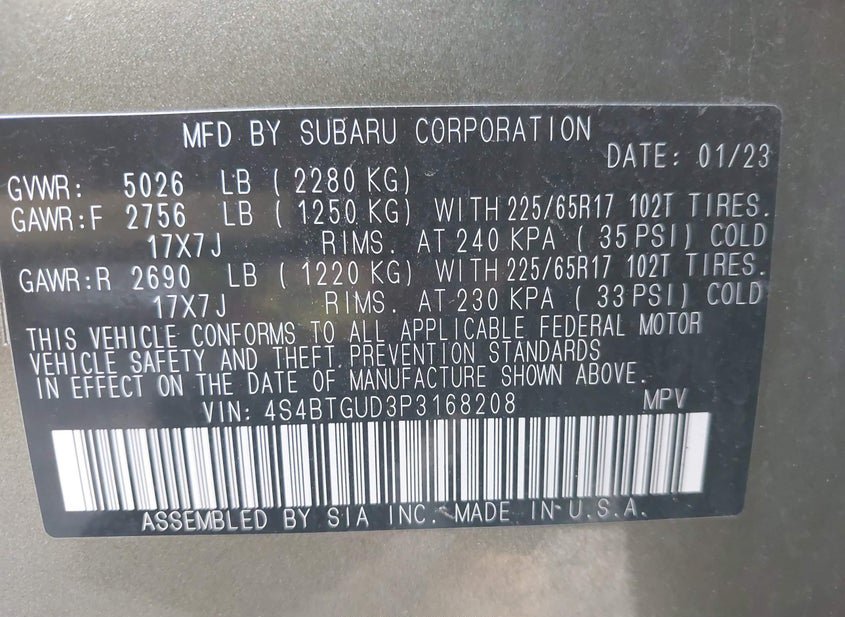 MFD BY SUBARU CORPORATION
DATE: 01/23
GVWR: 5026 LB ( 2280 KG)
GAWR:F 2756 LB ( 1250 KG) WITH 225/65R17 102T TIRES.
17X7J RIMS. AT 240 KPA ( 35 PSI) COLD
GAWR:R 2690 LB ( 1220 KG) WITH 225/65R17 102T TIRES.
17X7J RIMS. AT 230 KPA ( 33 PSI) COLD
THIS VEHICLE CONFORMS TO ALL APPLICABLE FEDERAL MOTOR
VEHICLE SAFETY AND THEFT PREVENTION STANDARDS
IN EFFECT ON THE DATE OF MANUFACTURE SHOWN ABOVE.
VIN: 4S4BTGUD3P3168208 MPV
ASSEMBLED BY SIA INC. MADE IN U.S.A.